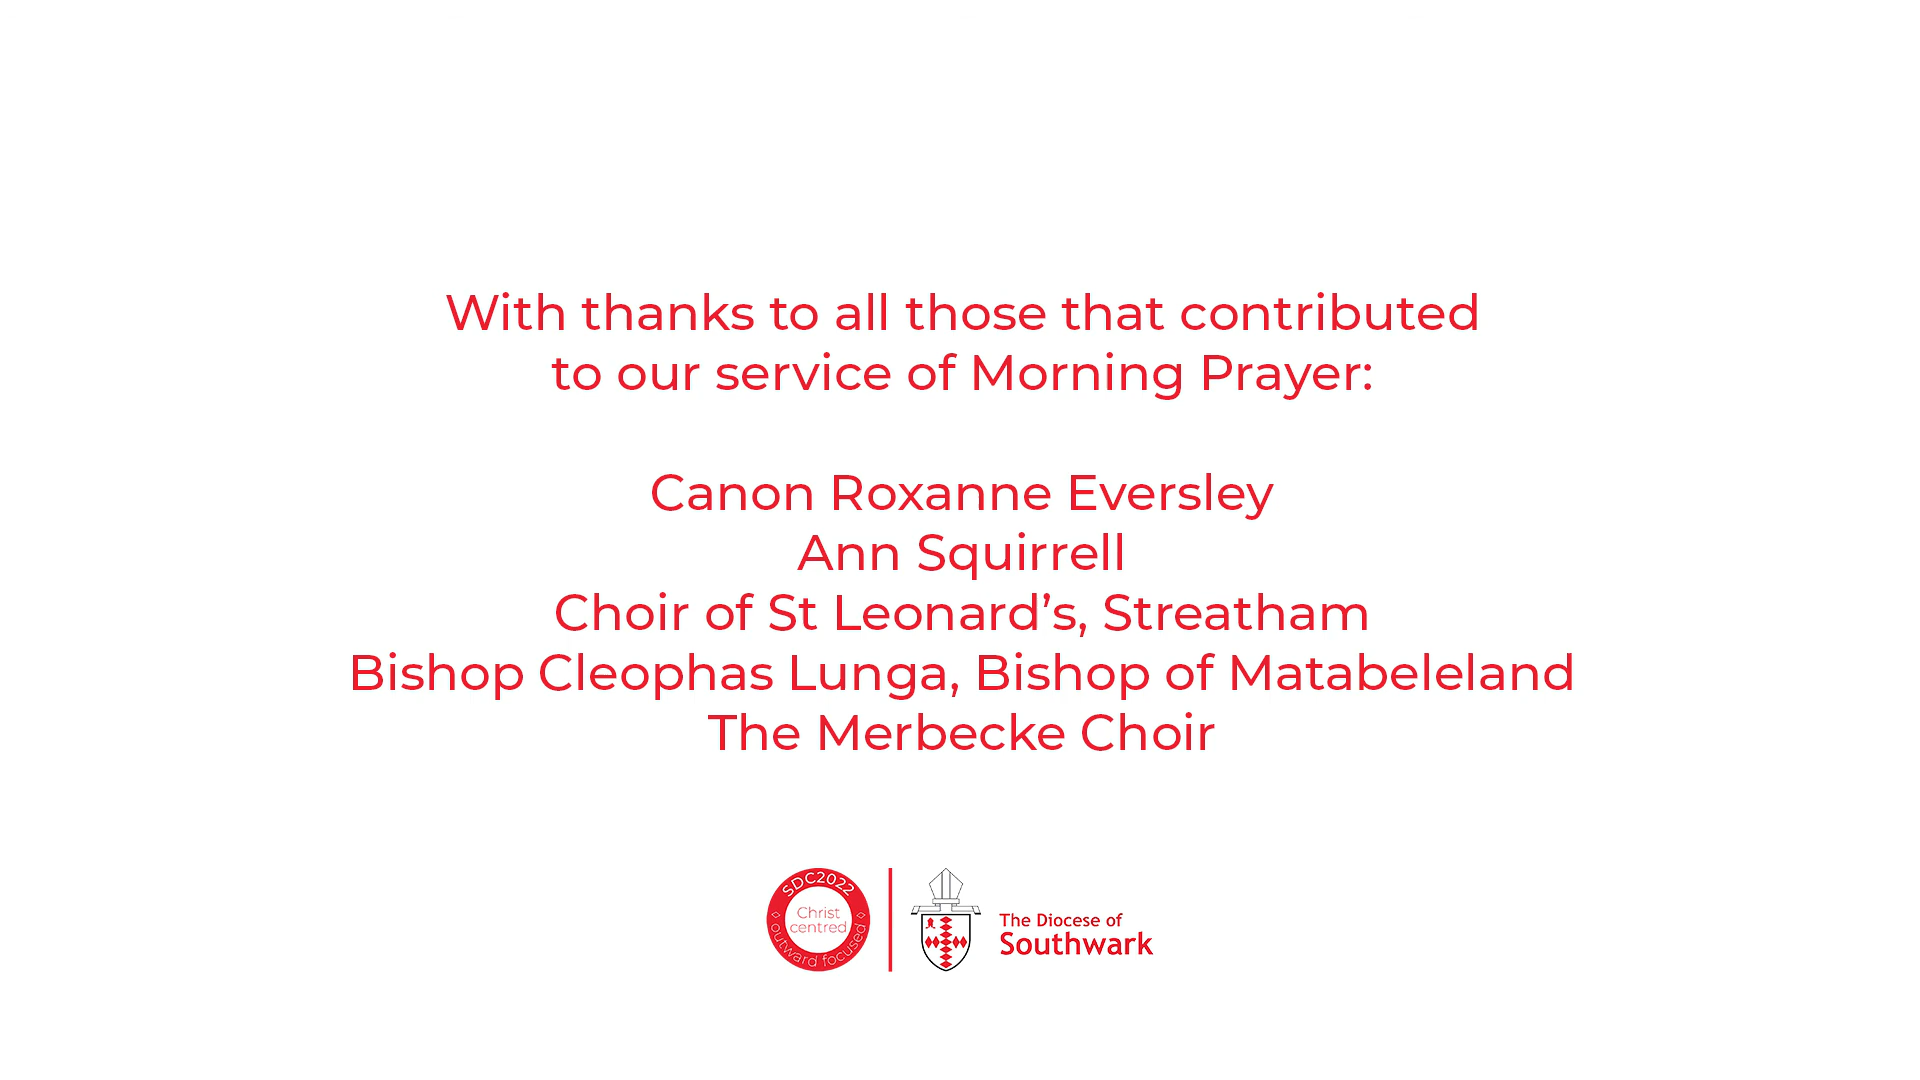 With thanks to all those that contributed
to our service of Morning Prayer:
Canon Roxanne Eversley
Ann Squirrell
Choir of St Leonard’s, Streatham
Bishop Cleophas Lunga, Bishop of Matabeleland
The Merbecke Choir
SDC2022
Christ
centred
outward focused
The Diocese of
Southwark